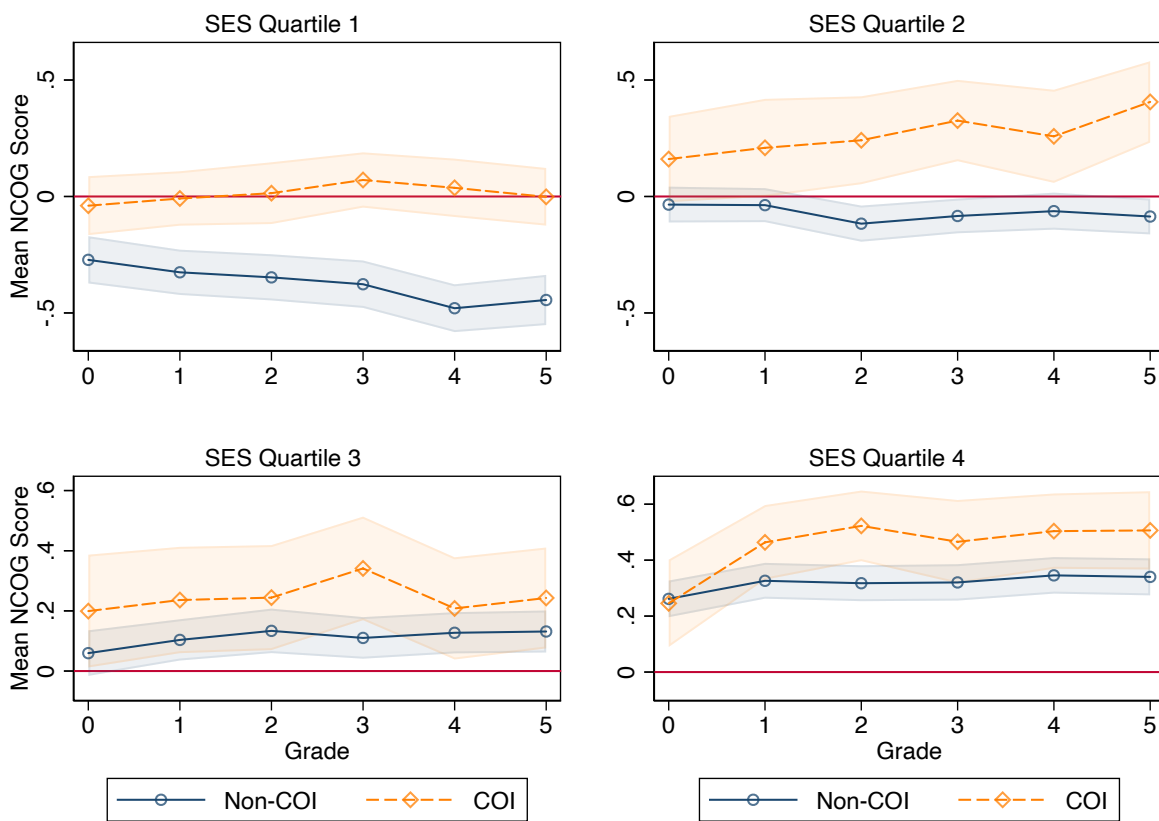 SES Quartile 1
SES Quartile 2
Mean NCOG Score
.5
0
-.5
0 1 2 3 4 5
.5
0
-.5
0 1 2 3 4 5
SES Quartile 3
SES Quartile 4
Mean NCOG Score
.6
.4
.2
0
0 1 2 3 4 5
Grade
.6
.4
.2
0
0 1 2 3 4 5
Grade
Non-COI COI
Non-COI COI